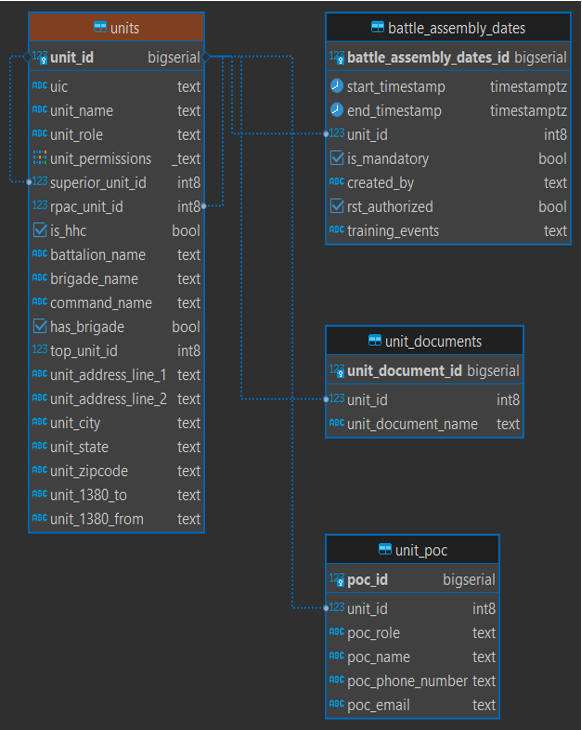 units
123 unit_id bigserial
ABC uic text
ABC unit_name text
ABC unit_role text
unit_permissions _text
123 superior_unit_id int8
123 rpac_unit_id int8
is_hhc bool
ABC battalion_name text
ABC brigade_name text
ABC command_name text
has_brigade bool
123 top_unit_id int8
ABC unit_address_line_1 text
ABC unit_address_line_2 text
ABC unit_city text
ABC unit_state text
ABC unit_zipcode text
ABC unit_1380_to text
ABC unit_1380_from text
battle_assembly_dates
123 battle_assembly_dates_id bigserial
start_timestamp timestamptz
end_timestamp timestamptz
123 unit_id int8
is_mandatory bool
ABC created_by text
rst_authorized bool
ABC training_events text
unit_documents
123 unit_document_id bigserial
123 unit_id int8
ABC unit_document_name text
unit_poc
123 poc_id bigserial
123 unit_id int8
ABC poc_role text
ABC poc_name text
ABC poc_phone_number text
ABC poc_email text